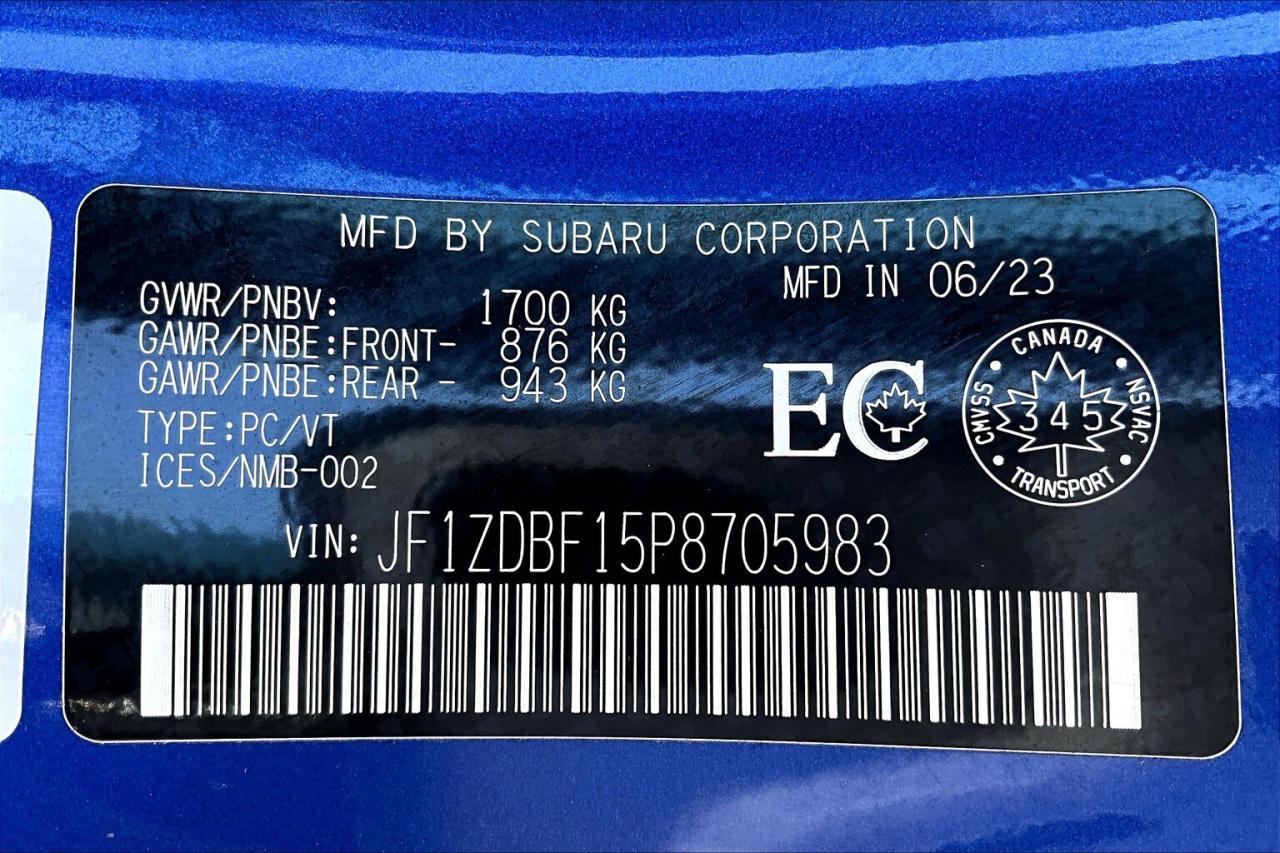 MFD BY SUBARU CORPORATION
MFD IN 06/23
GVWR/PNBV: 1700 KG
GAWR/PNBE:FRONT- 876 KG
GAWR/PNBE:REAR - 943 KG
TYPE:PC/VT
ICES/NMB-002
EC
CANADA
CMVSS 345 NSVAC
TRANSPORT
VIN: JF1ZDBF15P8705983